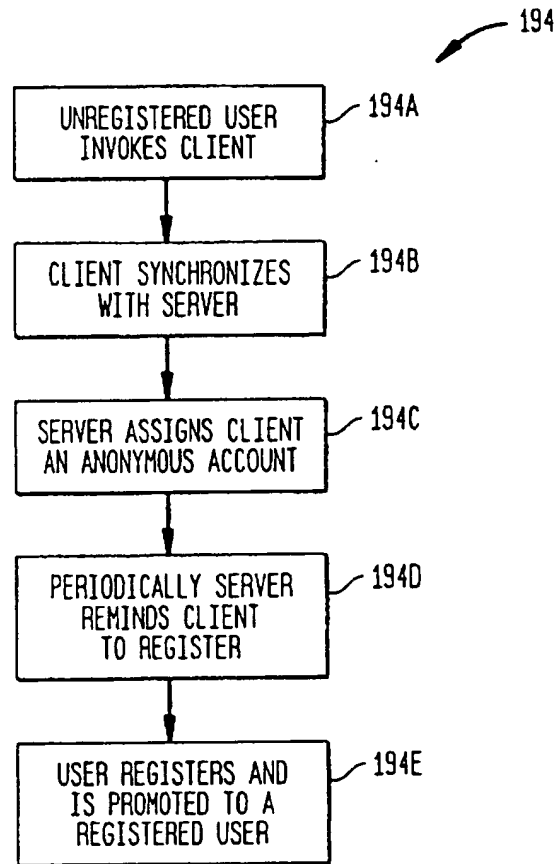 194
UNREGISTERED USER
INVOKES CLIENT
194A
CLIENT SYNCHRONIZES
WITH SERVER
194B
SERVER ASSIGNS CLIENT
AN ANONYMOUS ACCOUNT
194C
PERIODICALLY SERVER
REMINDS CLIENT
TO REGISTER
194D
USER REGISTERS AND
IS PROMOTED TO A
REGISTERED USER
194E